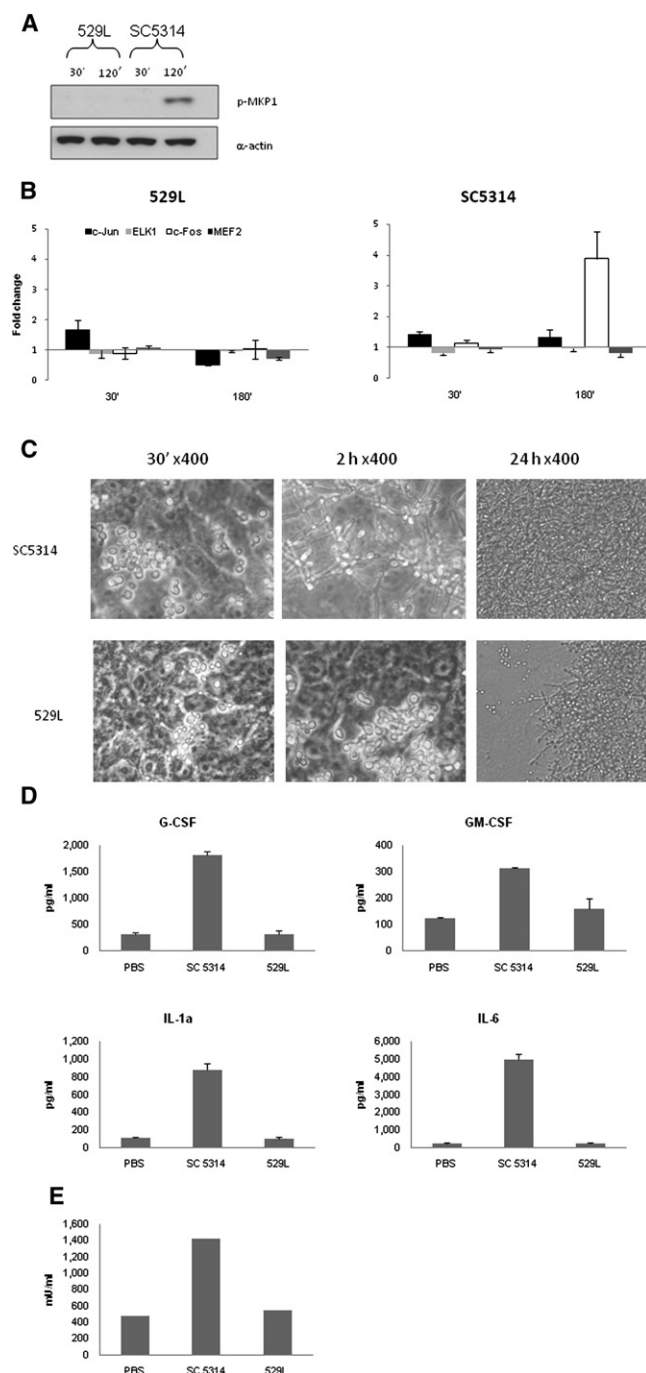 A
529L SC5314
30′ 120′ 30′ 120′
p-MKP1
α-actin
B
529L
SC5314
c-Jun ELK1 c-Fos MEF2
Fold change
5
4
3
2
1
0
30'
180'
5
4
3
2
1
0
30'
180'
C
30′ x400
2 h x400
24 h x400
SC5314
529L
D
G-CSF
pg/ml
2,000
1,500
1,000
500
0
PBS
SC 5314
529L
GM-CSF
pg/ml
400
300
200
100
0
PBS
SC 5314
529L
IL-1a
pg/ml
1,200
1,000
800
600
400
200
0
PBS
SC 5314
529L
IL-6
pg/ml
6,000
5,000
4,000
3,000
2,000
1,000
0
PBS
SC 5314
529L
E
mU/ml
1,600
1,400
1,200
1,000
800
600
400
200
0
PBS
SC 5314
529L